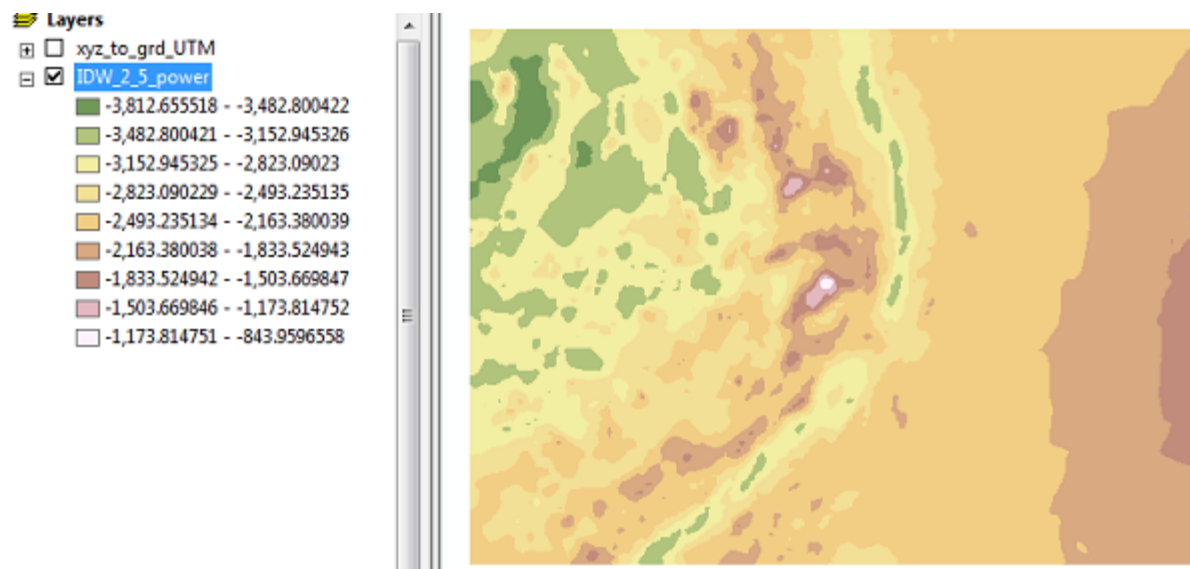 Layers
xyz_to_grd_UTM
IDW_2_5_power
-3,812.655518 - -3,482.800422
-3,482.800421 - -3,152.945326
-3,152.945325 - -2,823.09023
-2,823.090229 - -2,493.235135
-2,493.235134 - -2,163.380039
-2,163.380038 - -1,833.524943
-1,833.524942 - -1,503.669847
-1,503.669846 - -1,173.814752
-1,173.814751 - -843.9596558